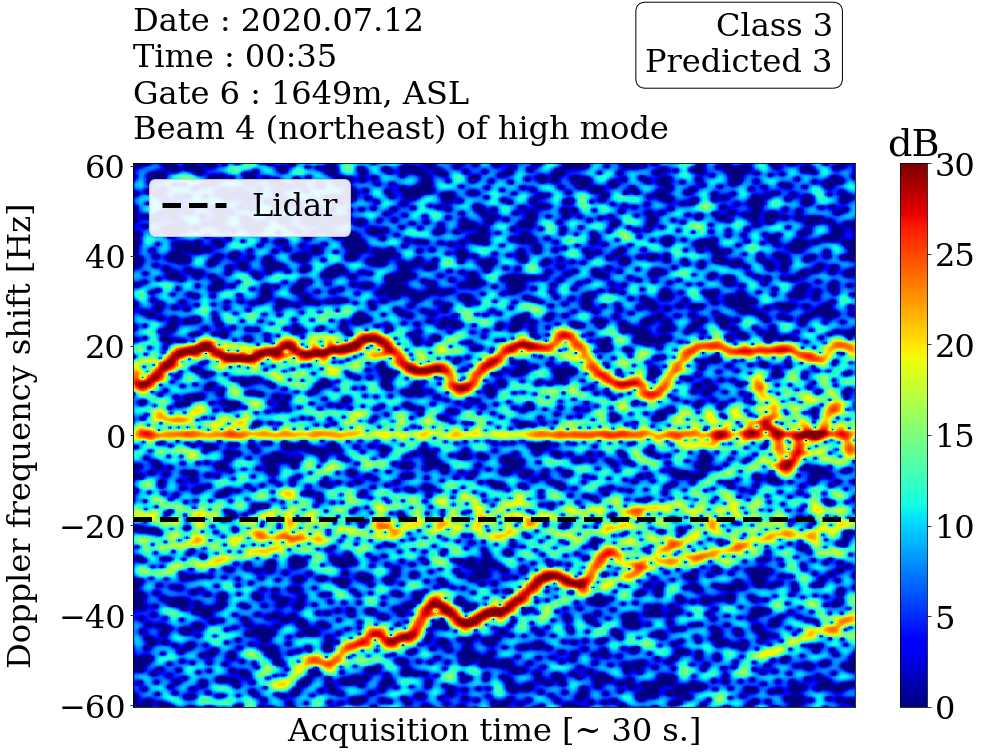 Date : 2020.07.12
Time : 00:35
Gate 6 : 1649m, ASL
Beam 4 (northeast) of high mode
Class 3
Predicted 3
dB
Lidar
Doppler frequency shift [Hz]
60
40
20
0
−20
−40
−60
30
25
20
15
10
5
0
Acquisition time [~ 30 s.]